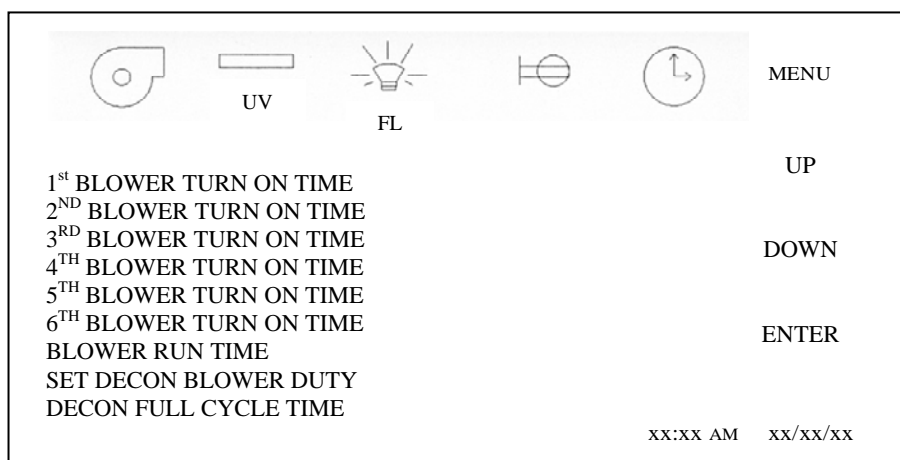 MENU
UV
FL
UP
1st BLOWER TURN ON TIME
2ND BLOWER TURN ON TIME
3RD BLOWER TURN ON TIME
DOWN
4TH BLOWER TURN ON TIME
5TH BLOWER TURN ON TIME
6TH BLOWER TURN ON TIME
ENTER
BLOWER RUN TIME
SET DECON BLOWER DUTY
DECON FULL CYCLE TIME
xx:xx AM xx/xx/xx